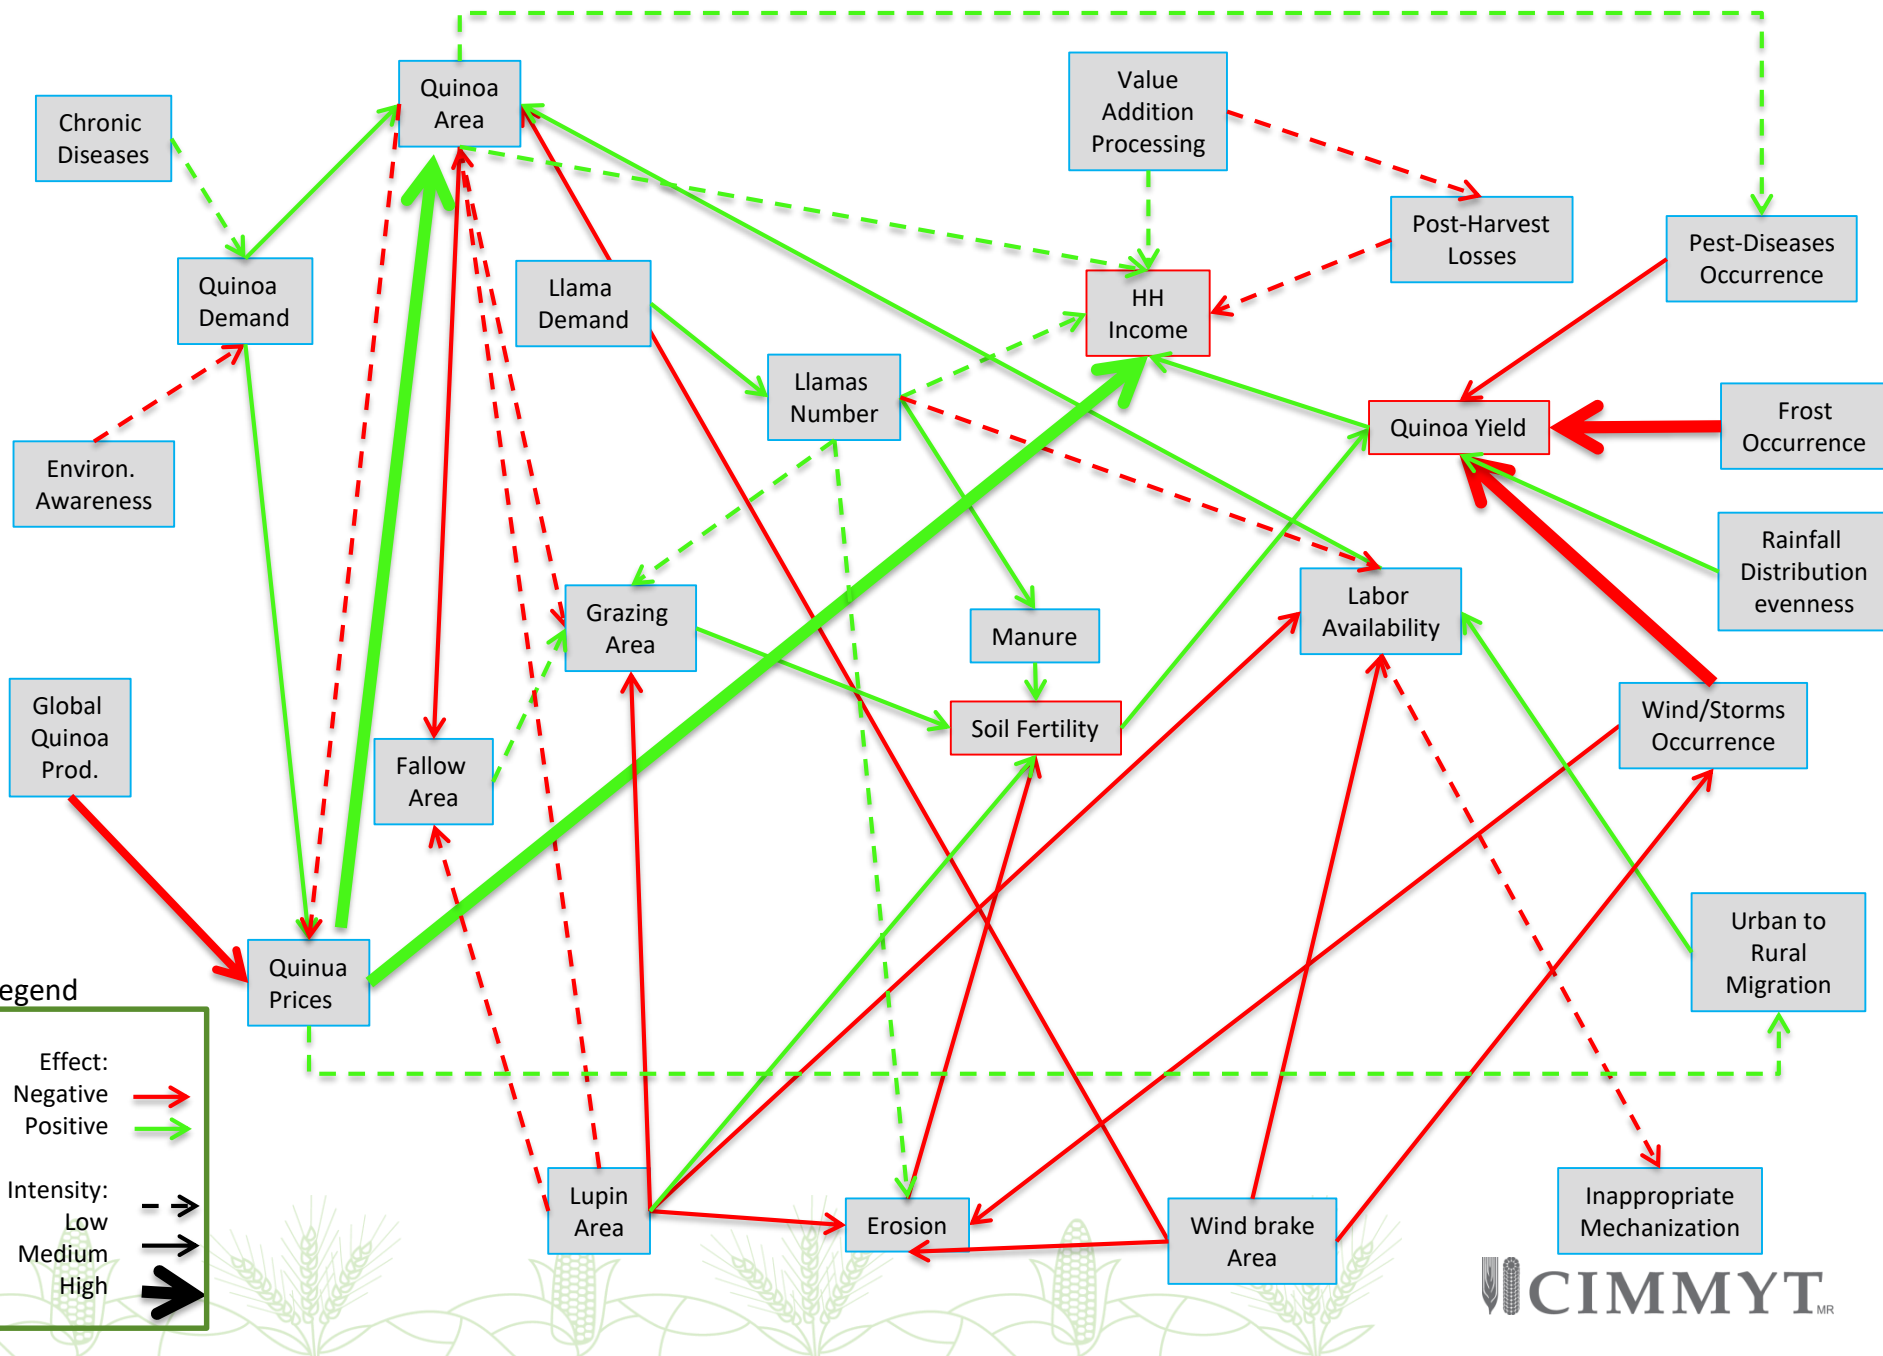 Quinoa
Area
Value
Addition
Processing
Chronic
Diseases
Post-Harvest
Losses
Pest-Diseases
Occurrence
Quinoa
Demand
Llama
Demand
HH
Income
Llamas
Number
Quinoa Yield
Frost
Occurrence
Environ.
Awareness
Rainfall
Distribution
evenness
Grazing
Area
Manure
Labor
Availability
Global
Quinoa
Prod.
Fallow
Area
Soil Fertility
Wind/Storms
Occurrence
Quinua
Prices
Urban to
Rural
Migration
egend
Effect:
Negative
Positive
Intensity:
Low
Medium
High
Lupin
Area
Erosion
Wind brake
Area
Inappropriate
Mechanization
CIMMYT MR